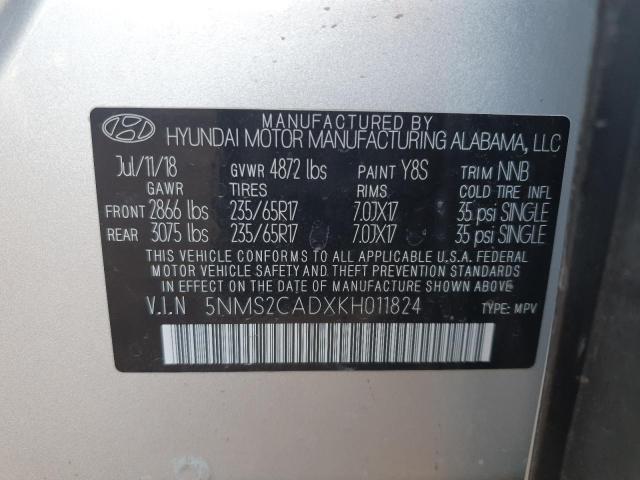 MANUFACTURED BY
HYUNDAI MOTOR MANUFACTURING ALABAMA, LLC
Jul/11/18 GVWR 4872 lbs PAINT Y8S TRIM NNB
GAWR TIRES RIMS COLD TIRE INFL
FRONT 2866 lbs 235/65R17 7.0JX17 35 psi SINGLE
REAR 3075 lbs 235/65R17 7.0JX17 35 psi SINGLE
THIS VEHICLE CONFORMS TO ALL APPLICABLE U.S.A. FEDERAL
MOTOR VEHICLE SAFETY, BUMPER, AND THEFT PREVENTION STANDARDS
IN EFFECT ON THE DATE OF MANUFACTURE SHOWN ABOVE
V.I.N 5NMS2CADXKH011824 TYPE: MPV